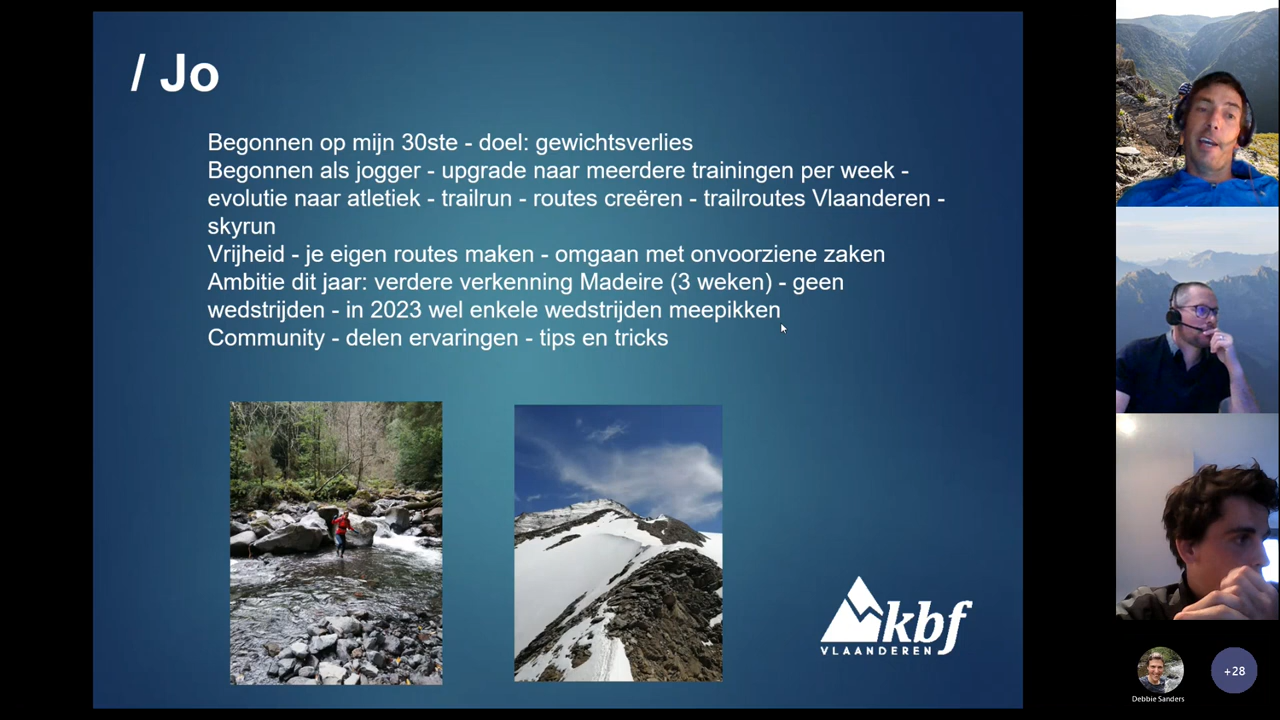 / Jo
Begonnen op mijn 30ste - doel: gewichtsverlies
Begonnen als jogger - upgrade naar meerdere trainingen per week -
evolutie naar atletiek - trailrun - routes creëren - trailroutes Vlaanderen -
skyrun
Vrijheid - je eigen routes maken - omgaan met onvoorziene zaken
Ambitie dit jaar: verdere verkenning Madeire (3 weken) - geen
wedstrijden - in 2023 wel enkele wedstrijden meepikken
Community - delen ervaringen - tips en tricks
kbf
VLAANDEREN
Debbie Sanders
+28